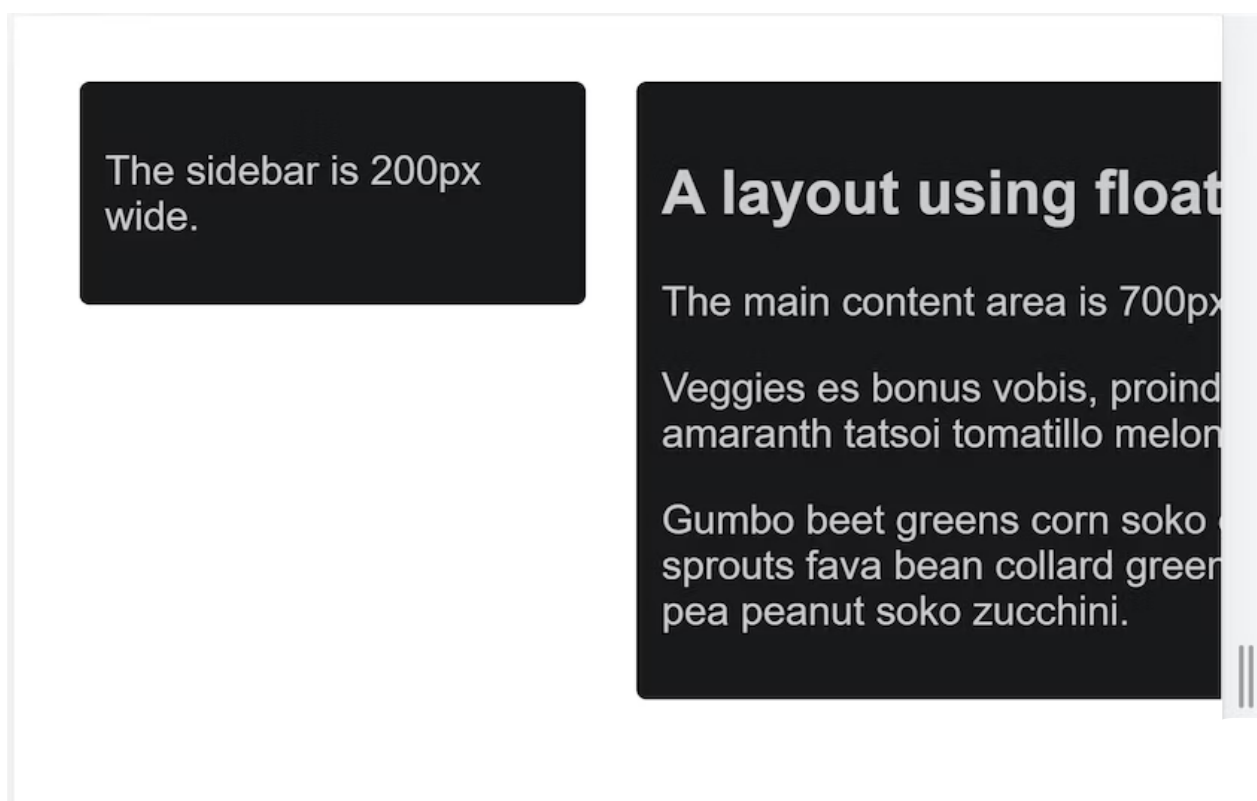 The sidebar is 200px
wide.
A layout using float
The main content area is 700px
Veggies es bonus vobis, proind
amaranth tatsoi tomatillo melon
Gumbo beet greens corn soko
sprouts fava bean collard green
pea peanut soko zucchini.